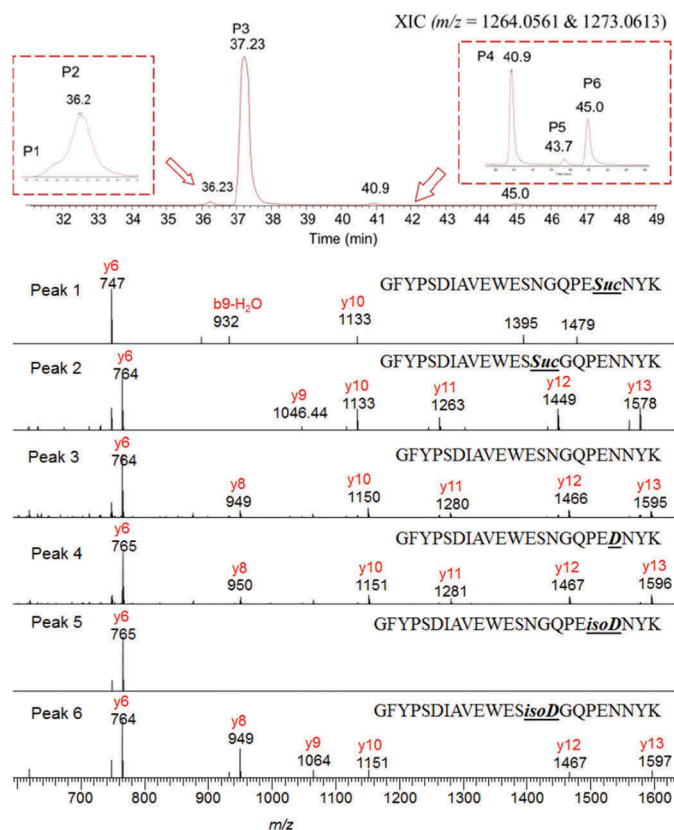 XIC (m/z = 1264.0561 & 1273.0613)
P3
37.23
P2
36.2
P1
P4 40.9
P6
45.0
P5
43.7
36.23
40.9
45.0
32 33 34 35 36 37 38 39 40 41 42 43 44 45 46 47 48 49
Time (min)
Peak 1
y6
747
b9-H₂O
932
y10
1133
1395
1479
GFYPSDIAVEWESNGQPESucNYK
Peak 2
y6
764
y9
1046.44
y10
1133
y11
1263
y12
1449
y13
1578
GFYPSDIAVEWESSucGQPENNYK
Peak 3
y6
764
y8
949
y10
1150
y11
1280
y12
1466
y13
1595
GFYPSDIAVEWESNGQPENNYK
Peak 4
y6
765
y8
950
y10
1151
y11
1281
y12
1467
y13
1596
GFYPSDIAVEWESNGQPEDNYK
Peak 5
y6
765
GFYPSDIAVEWESNGQPEisoDNYK
Peak 6
y6
764
y8
949
y9
1064
y10
1151
y12
1467
y13
1597
GFYPSDIAVEWESisoDGQPENNYK
600 700 800 900 1000 1100 1200 1300 1400 1500 1600
m/z